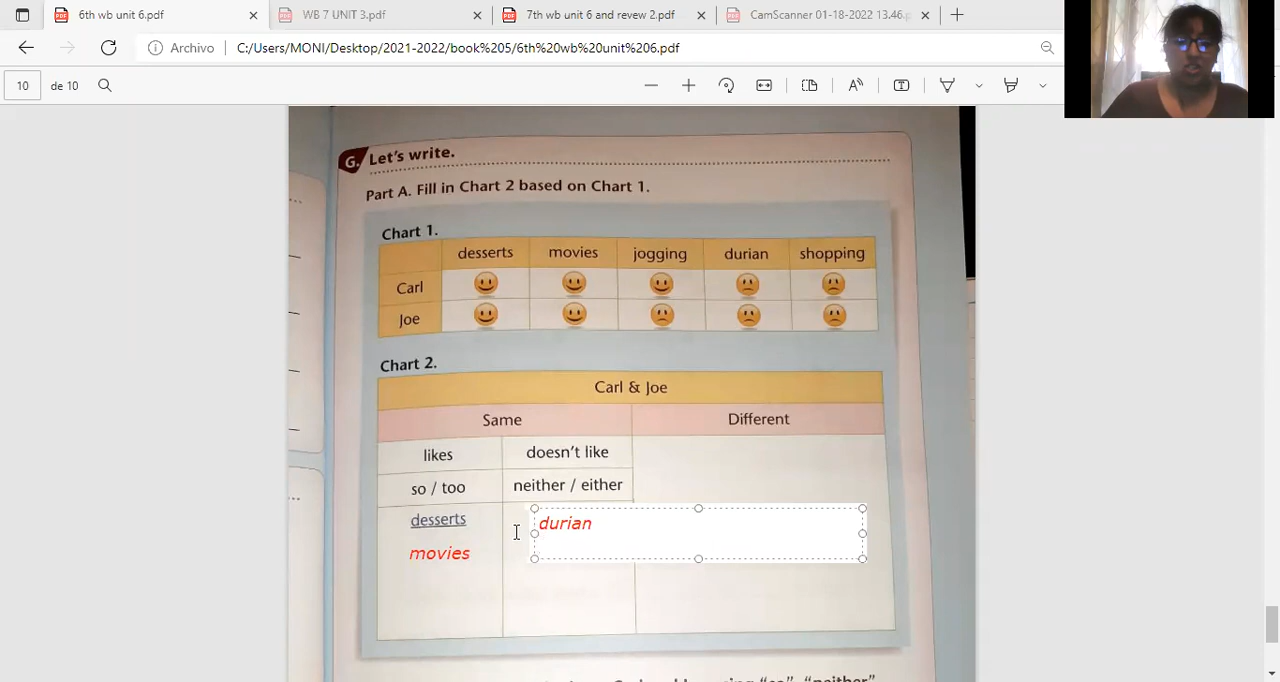 6th wb unit 6.pdf
WB 7 UNIT 3.pdf
7th wb unit 6 and revew 2.pdf
CamScanner 01-18-2022 13.46.p
Archivo
C:/Users/MONI/Desktop/2021-2022/book%205/6th%20wb%20unit%206.pdf
10 de 10
G. Let's write.
Part A. Fill in Chart 2 based on Chart 1.
Chart 1.
desserts movies jogging durian shopping
Carl
Joe
Chart 2.
Carl & Joe
Same Different
likes doesn't like
so / too neither / either
desserts durian
movies
"so", "neither"